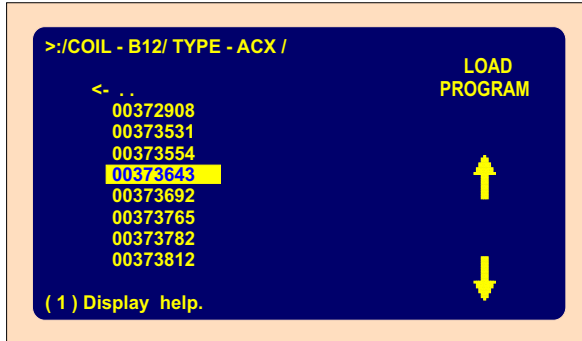 >:/COIL - B12/ TYPE - ACX /
LOAD
PROGRAM
<- . .
00372908
00373531
00373554
00373643
00373692
00373765
00373782
00373812
( 1 ) Display help.